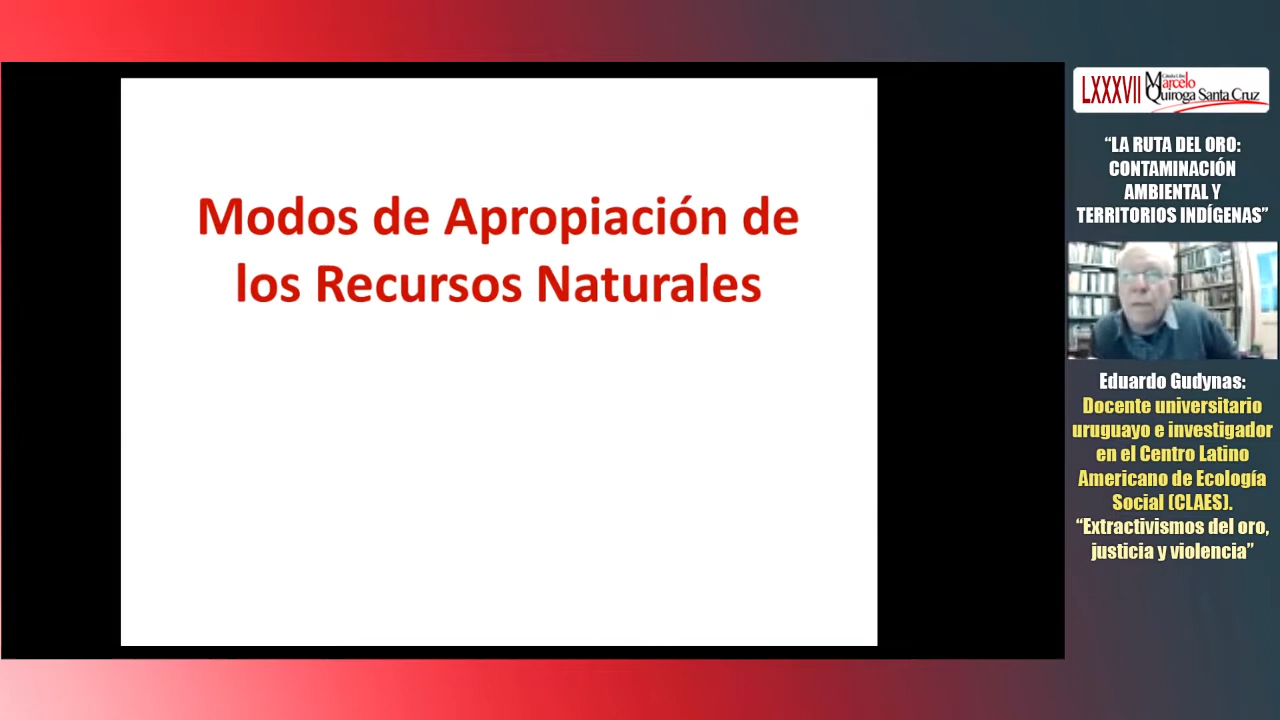 Modos de Apropiación de
los Recursos Naturales
LXXXVII
Marcelo
Quiroga Santa Cruz
“LA RUTA DEL ORO:
CONTAMINACIÓN
AMBIENTAL Y
TERRITORIOS INDÍGENAS”
Eduardo Gudynas:
Docente universitario
uruguayo e investigador
en el Centro Latino
Americano de Ecología
Social (CLAES).
“Extractivismos del oro,
justicia y violencia”